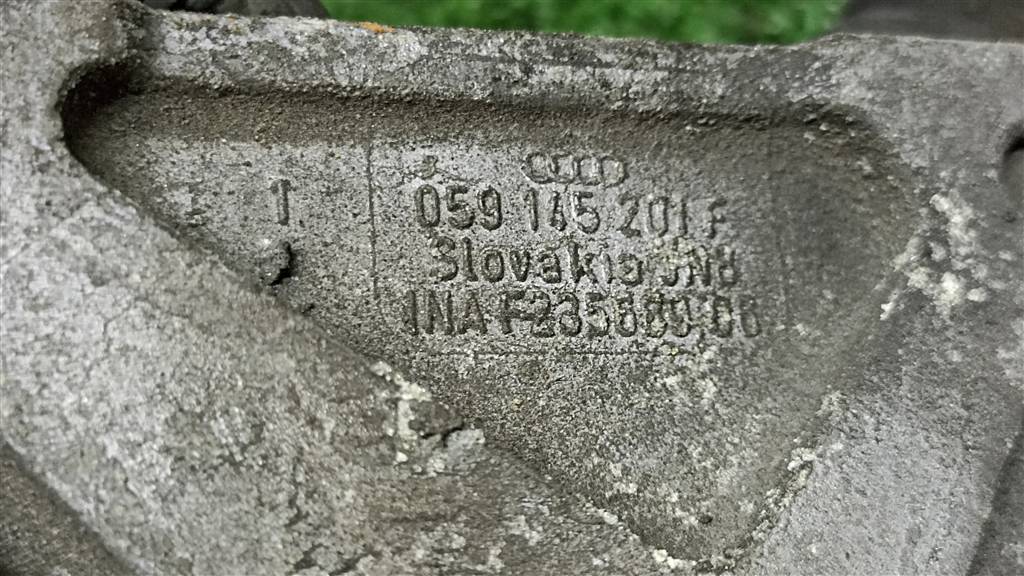 1
059 145 201 F
Slovakia JN8
INA F235889.06